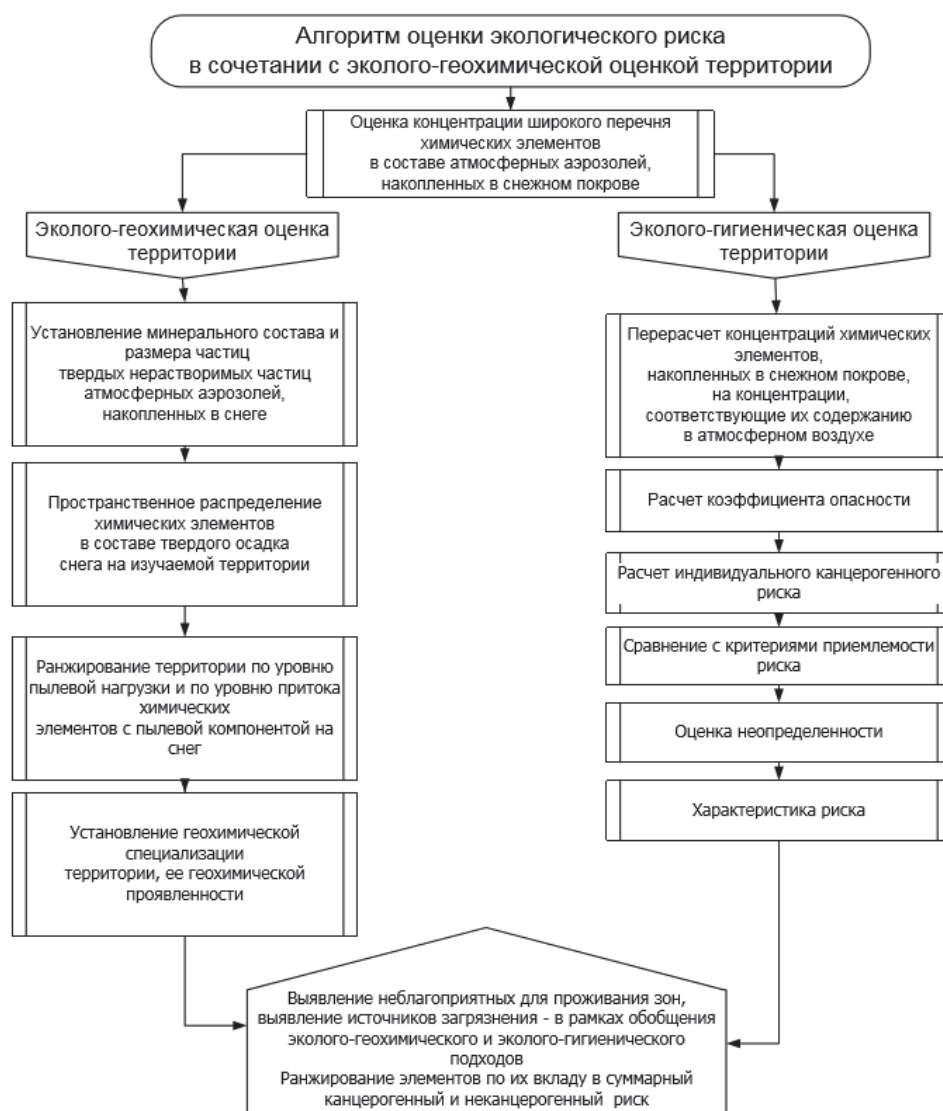 Алгоритм оценки экологического риска
в сочетании с эколого-геохимической оценкой территории
Оценка концентрации широкого перечня
химических элементов
в составе атмосферных аэрозолей,
накопленных в снежном покрове
Эколого-геохимическая оценка
территории
Установление минерального состава и
размера частиц
твердых нерастворимых частиц
атмосферных аэрозолей,
накопленных в снеге
Пространственное распределение
химических элементов
в составе твердого осадка
снега на изучаемой территории
Ранжирование территории по уровню
пылевой нагрузки и по уровню притока
химических
элементов с пылевой компонентой на
снег
Установление геохимической
специализации
территории, ее геохимической
проявленности
Эколого-гигиеническая оценка
территории
Перерасчет концентраций химических
элементов,
накопленных в снежном покрове,
на концентрации,
соответствующие их содержанию
в атмосферном воздухе
Расчет коэффициента опасности
Расчет индивидуального канцерогенного
риска
Сравнение с критериями приемлемости
риска
Оценка неопределенности
Характеристика риска
Выявление неблагоприятных для проживания зон,
выявление источников загрязнения - в рамках обобщения
эколого-геохимического и эколого-гигиенического
подходов
Ранжирование элементов по их вкладу в суммарный
канцерогенный и неканцерогенный риск